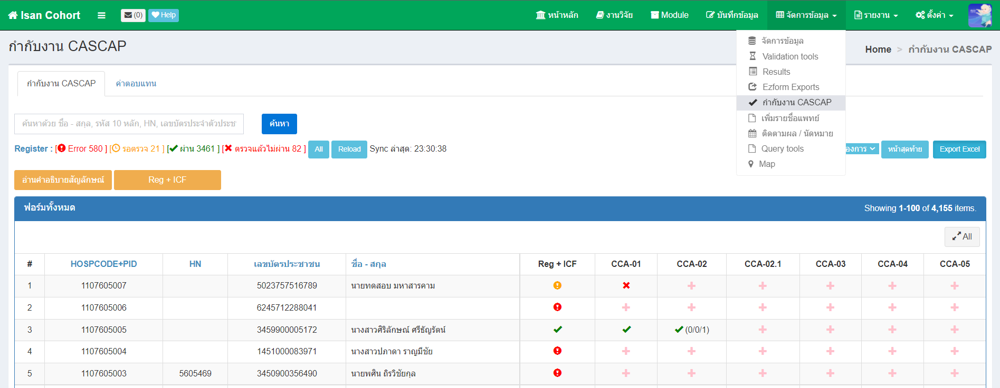 Isan Cohort (0) Help หน้าหลัก งานวิจัย Module บันทึกข้อมูล จัดการข้อมูล รายงาน ตั้งค่า
กำกับงาน CASCAP
Home > กำกับงาน CASCAP
จัดการข้อมูล
Validation tools
Results
Ezform Exports
กำกับงาน CASCAP
เพิ่มรายชื่อแพทย์
ติดตามผล / นัดหมาย
Query tools
Map
กำกับงาน CASCAP ค่าตอบแทน
ค้นหาด้วย ชื่อ - สกุล, รหัส 10 หลัก, HN, เลขบัตรประจำตัวประช ค้นหา
Register : [ Error 580 ] [ รอตรวจ 21 ] [ ผ่าน 3461 ] [ ตรวจแล้วไม่ผ่าน 82 ] All Reload Sync ล่าสุด: 23:30:38 องการ หน้าสุดท้าย Export Excel
อ่านคำอธิบายสัญลักษณ์ Reg + ICF
ฟอร์มทั้งหมด Showing 1-100 of 4,155 items.
All
# HOSPCODE+PID HN เลขบัตรประชาชน ชื่อ - สกุล Reg + ICF CCA-01 CCA-02 CCA-02.1 CCA-03 CCA-04 CCA-05
1 1107605007 5023757516789 นายทดสอบ มหาสารคาม
2 1107605006 6245712288041
3 1107605005 3459900005172 นางสาวศิริลักษณ์ ศรีธัญรัตน์ (0/0/1)
4 1107605004 1451000083971 นางสาวปภาดา ราญมีชัย
5 1107605003 5605469 3450900356490 นายพศิน ถิรวิชัยกุล